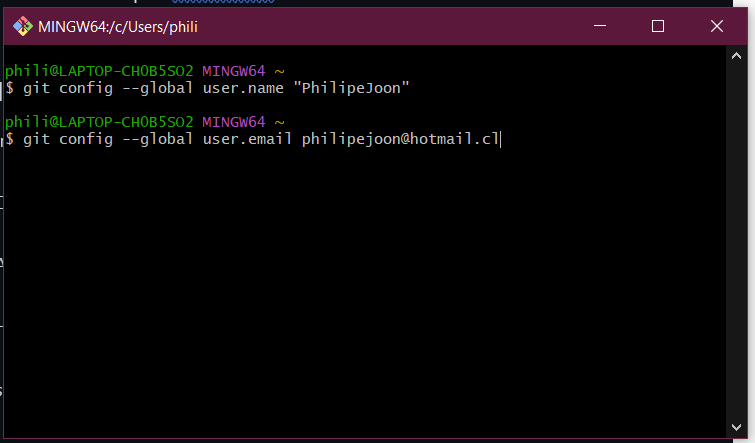 MINGW64:/c/Users/phili
phili@LAPTOP-CH0B5SO2 MINGW64 ~
$ git config --global user.name "PhilipeJoon"
phili@LAPTOP-CH0B5SO2 MINGW64 ~
$ git config --global user.email philipejoon@hotmail.cl